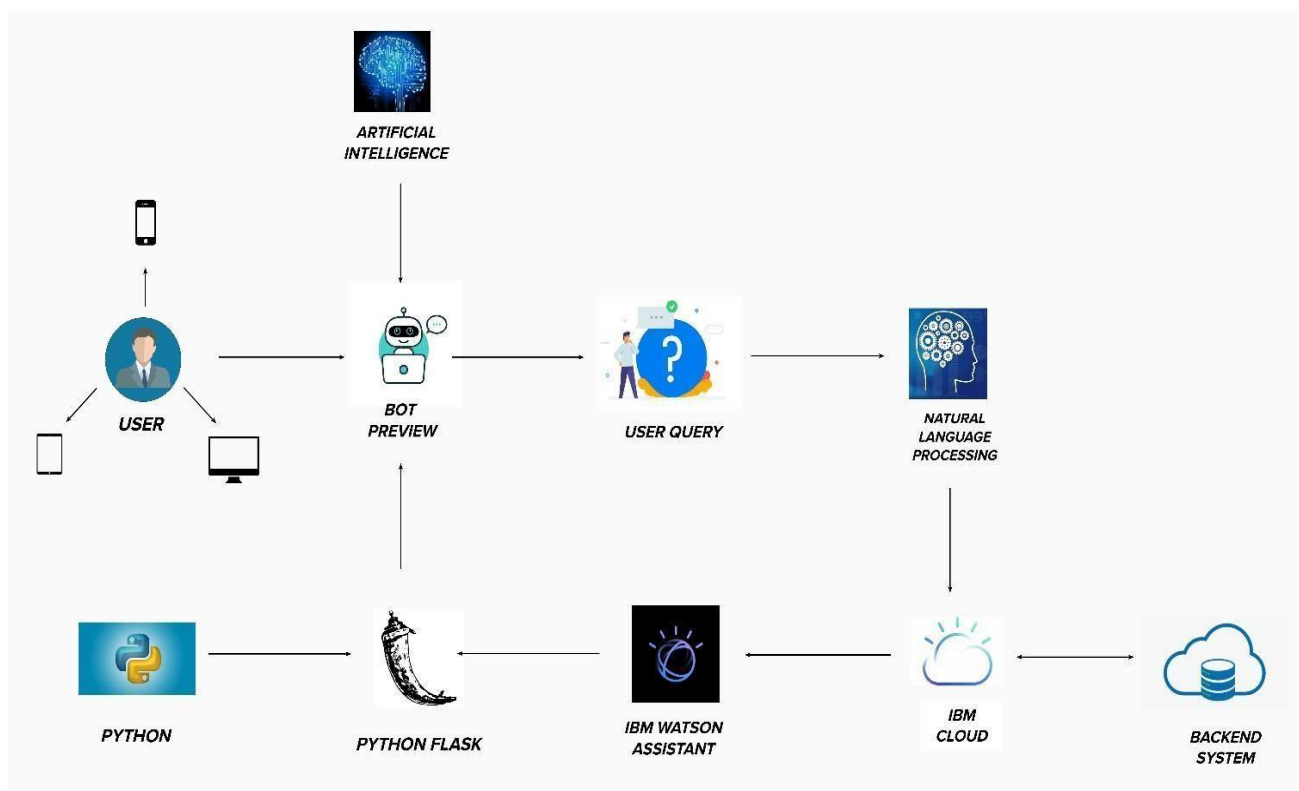 ARTIFICIAL
INTELLIGENCE
USER
BOT
PREVIEW
USER QUERY
NATURAL
LANGUAGE
PROCESSING
PYTHON
PYTHON FLASK
IBM WATSON
ASSISTANT
IBM
CLOUD
BACKEND
SYSTEM